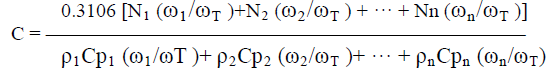 0.3106 [N₁ (ω₁/ω_T )+N₂ (ω₂/ω_T ) + ··· + Nn (ω_n/ω_T )]
C =
ρ₁Cp₁ (ω₁/ωT )+ ρ₂Cp₂ (ω₂/ω_T )+ ··· + ρ_nCp_n (ω_n/ω_T)